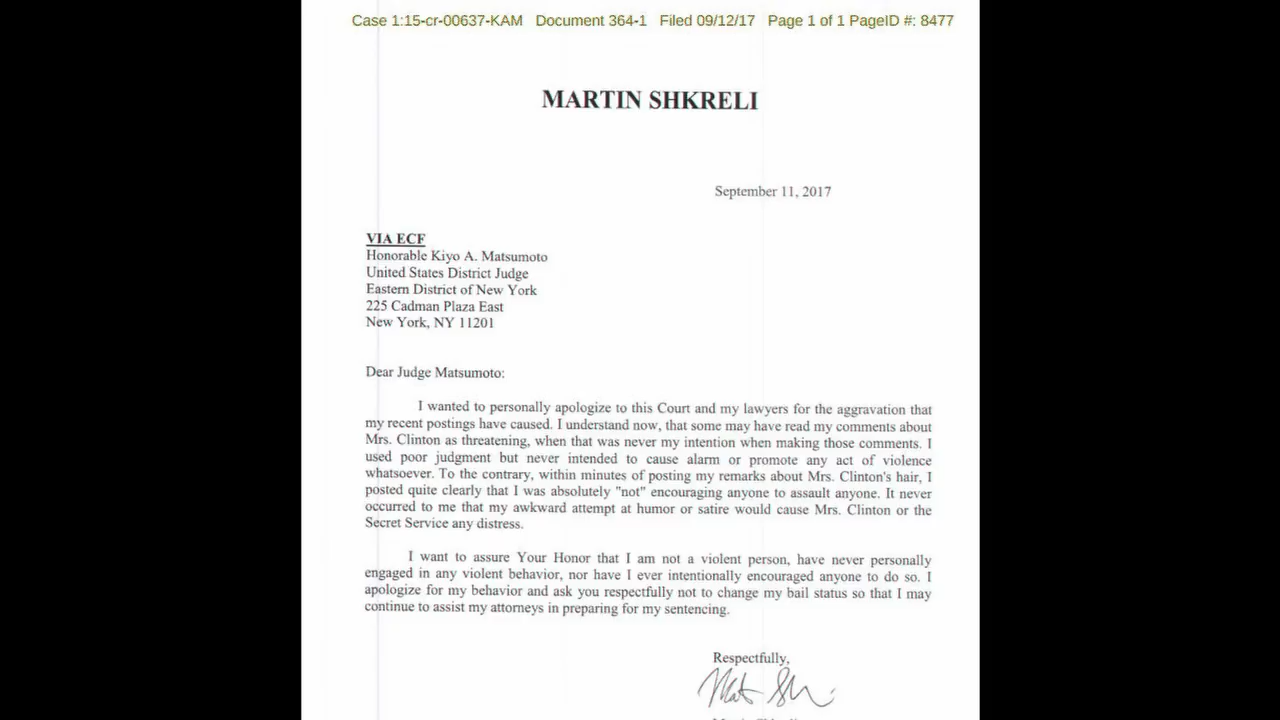 Case 1:15-cr-00637-KAM Document 364-1 Filed 09/12/17 Page 1 of 1 PageID #: 8477
MARTIN SHKRELI
September 11, 2017
VIA ECF
Honorable Kiyo A. Matsumoto
United States District Judge
Eastern District of New York
225 Cadman Plaza East
New York, NY 11201
Dear Judge Matsumoto:
I wanted to personally apologize to this Court and my lawyers for the aggravation that
my recent postings have caused. I understand now, that some may have read my comments about
Mrs. Clinton as threatening, when that was never my intention when making those comments. I
used poor judgment but never intended to cause alarm or promote any act of violence
whatsoever. To the contrary, within minutes of posting my remarks about Mrs. Clinton's hair, I
posted quite clearly that I was absolutely "not" encouraging anyone to assault anyone. It never
occurred to me that my awkward attempt at humor or satire would cause Mrs. Clinton or the
Secret Service any distress.
I want to assure Your Honor that I am not a violent person, have never personally
engaged in any violent behavior, nor have I ever intentionally encouraged anyone to do so. I
apologize for my behavior and ask you respectfully not to change my bail status so that I may
continue to assist my attorneys in preparing for my sentencing.
Respectfully,